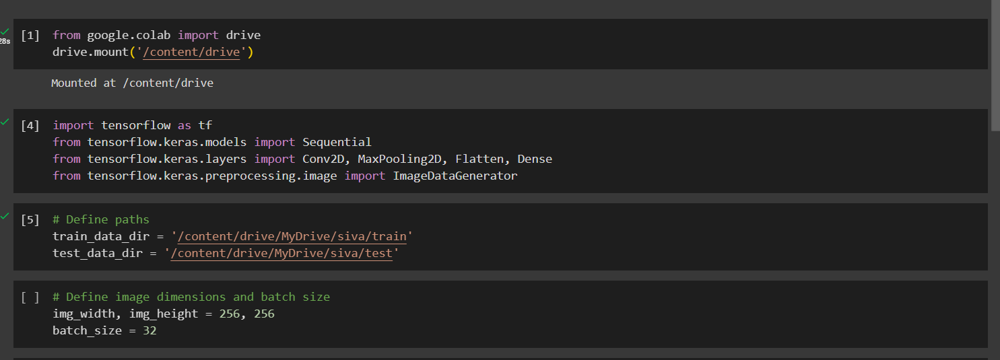 [1] from google.colab import drive
drive.mount('/content/drive')
28s
Mounted at /content/drive
[4] import tensorflow as tf
from tensorflow.keras.models import Sequential
from tensorflow.keras.layers import Conv2D, MaxPooling2D, Flatten, Dense
from tensorflow.keras.preprocessing.image import ImageDataGenerator
[5] # Define paths
train_data_dir = '/content/drive/MyDrive/siva/train'
test_data_dir = '/content/drive/MyDrive/siva/test'
[ ] # Define image dimensions and batch size
img_width, img_height = 256, 256
batch_size = 32